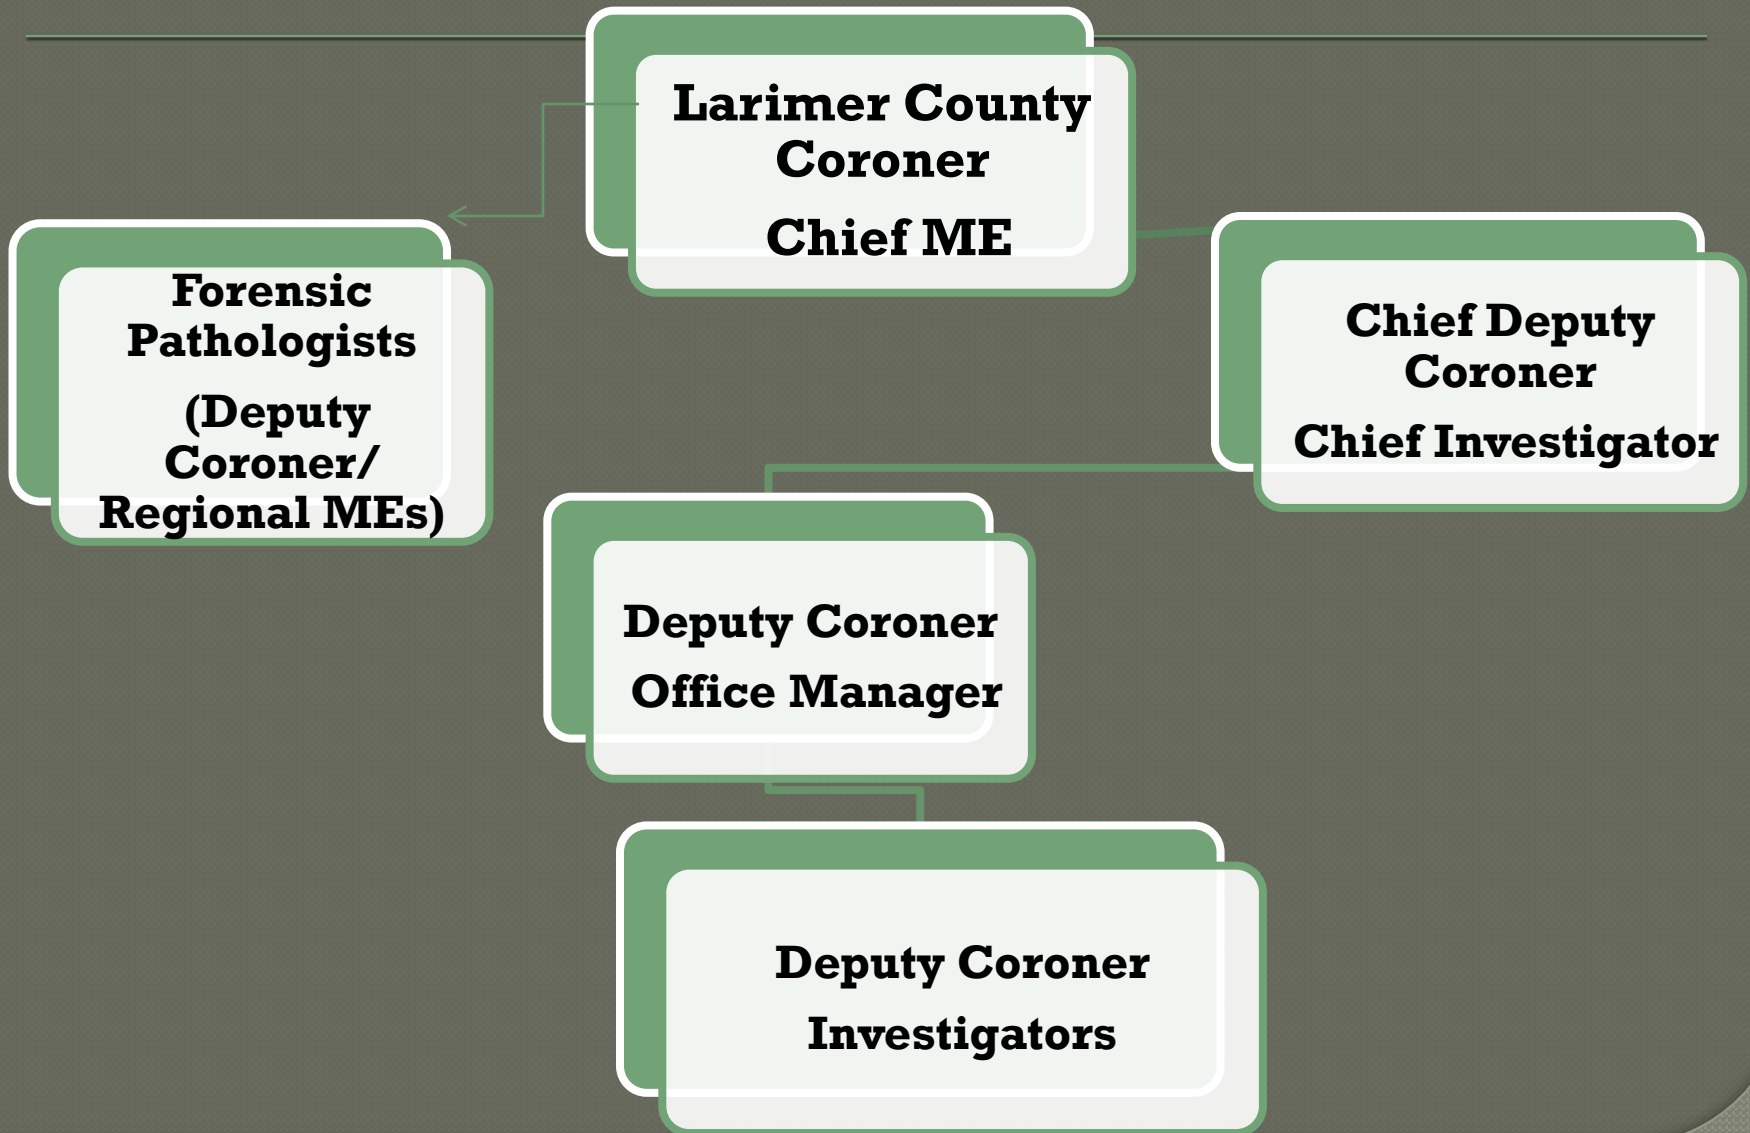 Larimer County
Coroner
Chief ME
Forensic
Pathologists
(Deputy
Coroner/
Regional MEs)
Chief Deputy
Coroner
Chief Investigator
Deputy Coroner
Office Manager
Deputy Coroner
Investigators